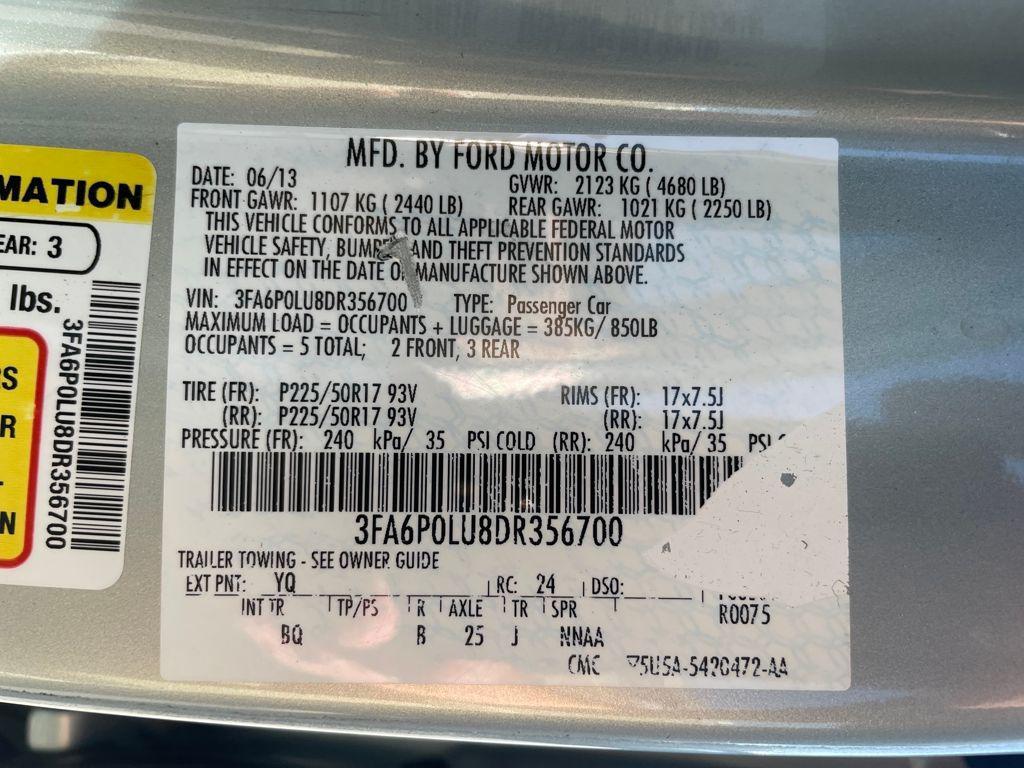 MATION
EAR: 3
lbs.
3FA6P0LU8DR356700
S
R
N
MFD. BY FORD MOTOR CO.
DATE: 06/13 GVWR: 2123 KG ( 4680 LB)
FRONT GAWR: 1107 KG ( 2440 LB) REAR GAWR: 1021 KG ( 2250 LB)
THIS VEHICLE CONFORMS TO ALL APPLICABLE FEDERAL MOTOR
VEHICLE SAFETY, BUMPER AND THEFT PREVENTION STANDARDS
IN EFFECT ON THE DATE OF MANUFACTURE SHOWN ABOVE.
VIN: 3FA6P0LU8DR356700 TYPE: Passenger Car
MAXIMUM LOAD = OCCUPANTS + LUGGAGE = 385KG/ 850LB
OCCUPANTS = 5 TOTAL; 2 FRONT, 3 REAR
TIRE (FR): P225/50R17 93V RIMS (FR): 17x7.5J
(RR): P225/50R17 93V (RR): 17x7.5J
PRESSURE (FR): 240 kPa/ 35 PSI COLD (RR): 240 kPa/ 35 PSI
3FA6P0LU8DR356700
TRAILER TOWING - SEE OWNER GUIDE
EXT PNT: YQ RC: 24 DSO:
INT TR TP/PS R AXLE TR SPR R0075
BQ B 25 J NNAA
CMC